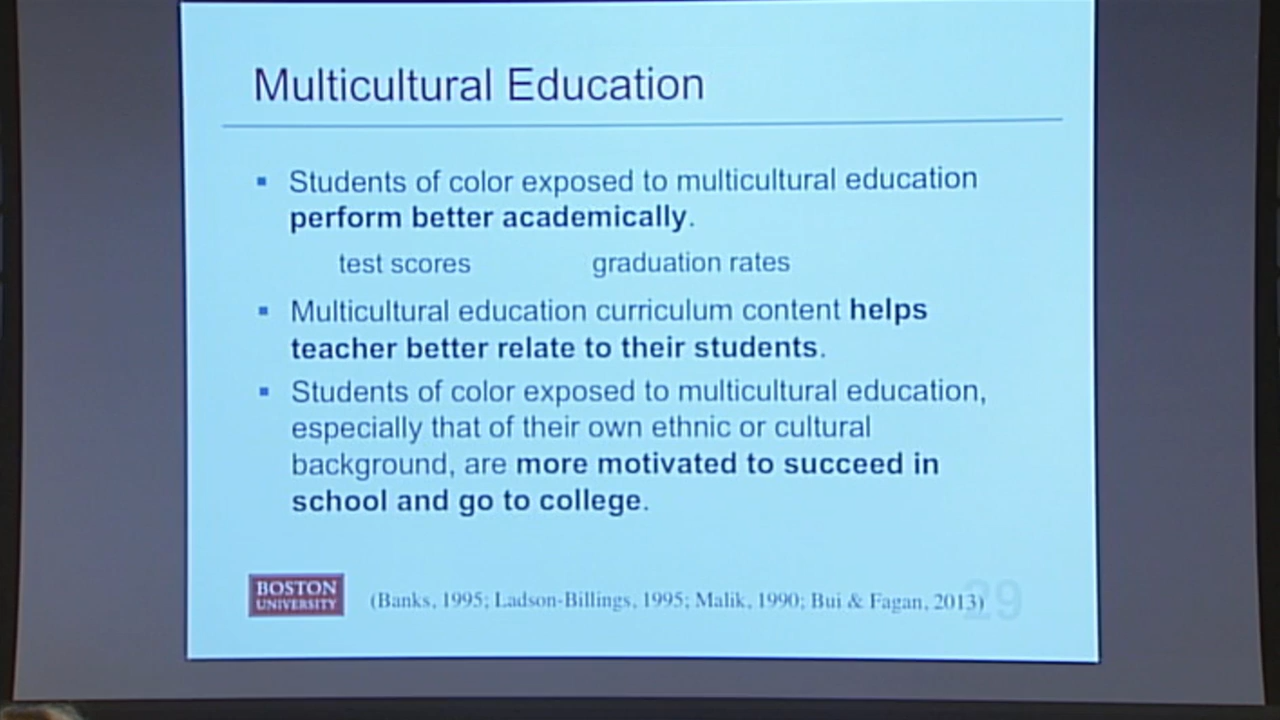 Multicultural Education
▪ Students of color exposed to multicultural education
perform better academically.
test scores graduation rates
▪ Multicultural education curriculum content helps
teacher better relate to their students.
▪ Students of color exposed to multicultural education,
especially that of their own ethnic or cultural
background, are more motivated to succeed in
school and go to college.
BOSTON
UNIVERSITY
(Banks, 1995; Ladson-Billings, 1995; Malik, 1990; Bui & Fagan, 2013)
29